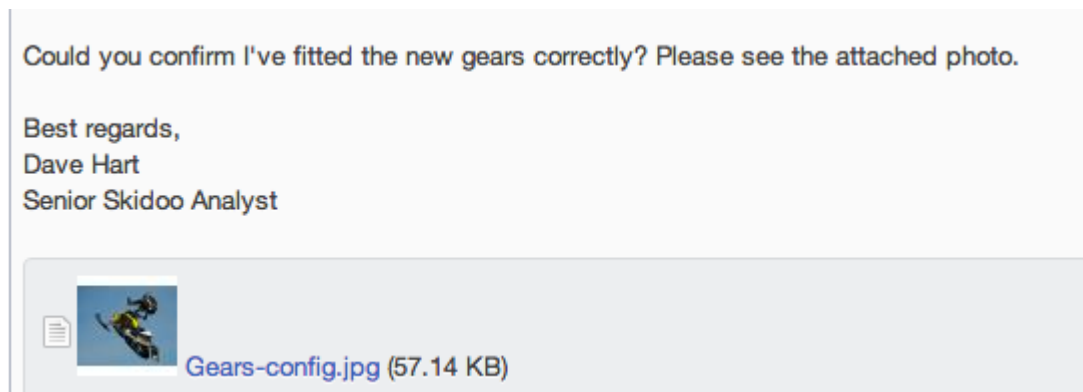 Could you confirm I've fitted the new gears correctly? Please see the attached photo.
Best regards,
Dave Hart
Senior Skidoo Analyst
Gears-config.jpg (57.14 KB)